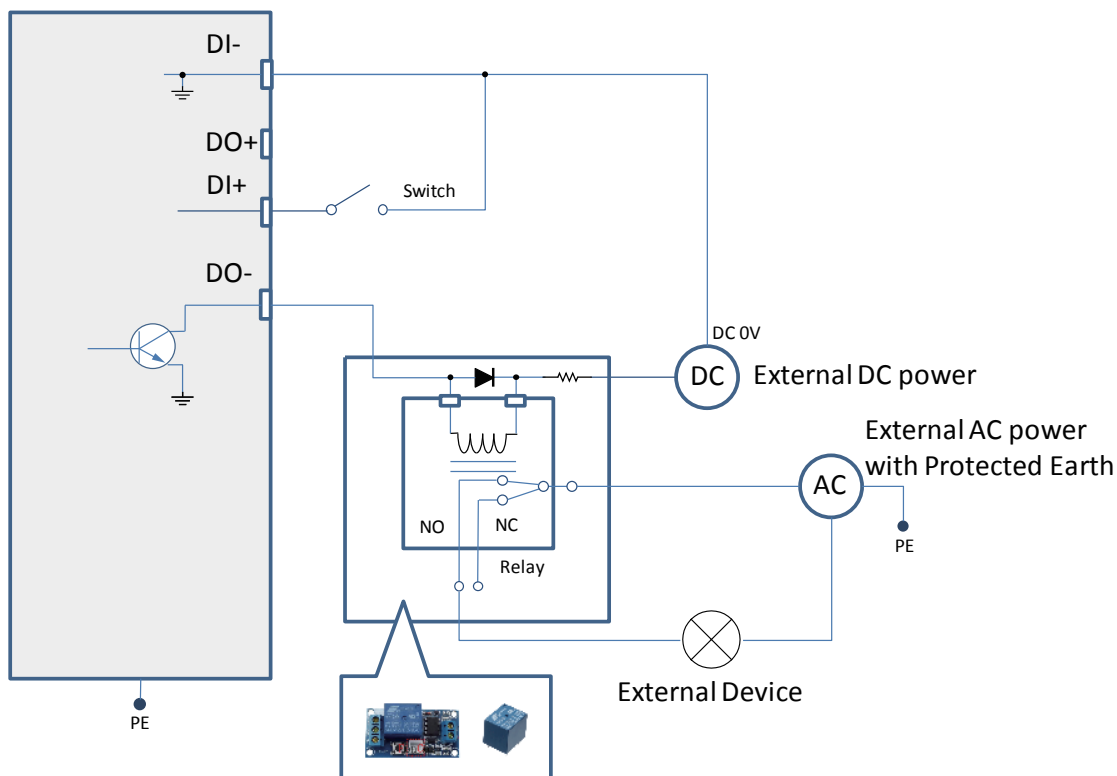 DI-
DO+
DI+
Switch
DO-
DC 0V
DC
External DC power
External AC power
with Protected Earth
AC
NO
NC
PE
Relay
External Device
PE